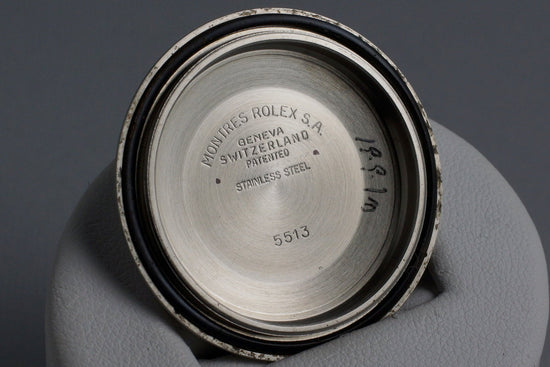 MONTRES ROLEX S.A.
GENEVA
SWITZERLAND
PATENTED
STAINLESS STEEL
5513